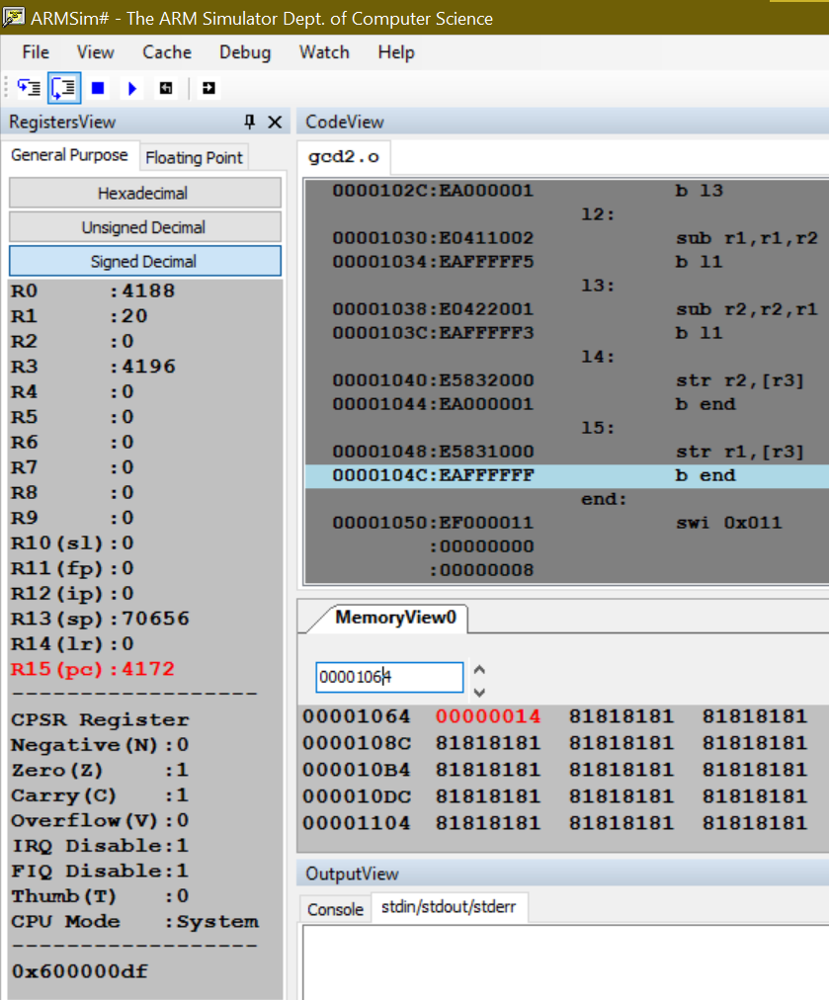 ARMSim# - The ARM Simulator Dept. of Computer Science
File View Cache Debug Watch Help
RegistersView
General Purpose Floating Point
Hexadecimal
Unsigned Decimal
Signed Decimal
R0 :4188
R1 :20
R2 :0
R3 :4196
R4 :0
R5 :0
R6 :0
R7 :0
R8 :0
R9 :0
R10(sl):0
R11(fp):0
R12(ip):0
R13(sp):70656
R14(lr):0
R15(pc):4172
-------------------
CPSR Register
Negative(N):0
Zero(Z) :1
Carry(C) :1
Overflow(V):0
IRQ Disable:1
FIQ Disable:1
Thumb(T) :0
CPU Mode :System
-------------------
0x600000df
CodeView
gcd2.o
0000102C:EA000001 b l3
l2:
00001030:E0411002 sub r1,r1,r2
00001034:EAFFFFF5 b l1
l3:
00001038:E0422001 sub r2,r2,r1
0000103C:EAFFFFF3 b l1
l4:
00001040:E5832000 str r2,[r3]
00001044:EA000001 b end
l5:
00001048:E5831000 str r1,[r3]
0000104C:EAFFFFFF b end
end:
00001050:EF000011 swi 0x011
:00000000
:00000008
MemoryView0
00001064
00001064 00000014 81818181 81818181
0000108C 81818181 81818181 81818181
000010B4 81818181 81818181 81818181
000010DC 81818181 81818181 81818181
00001104 81818181 81818181 81818181
OutputView
Console stdin/stdout/stderr